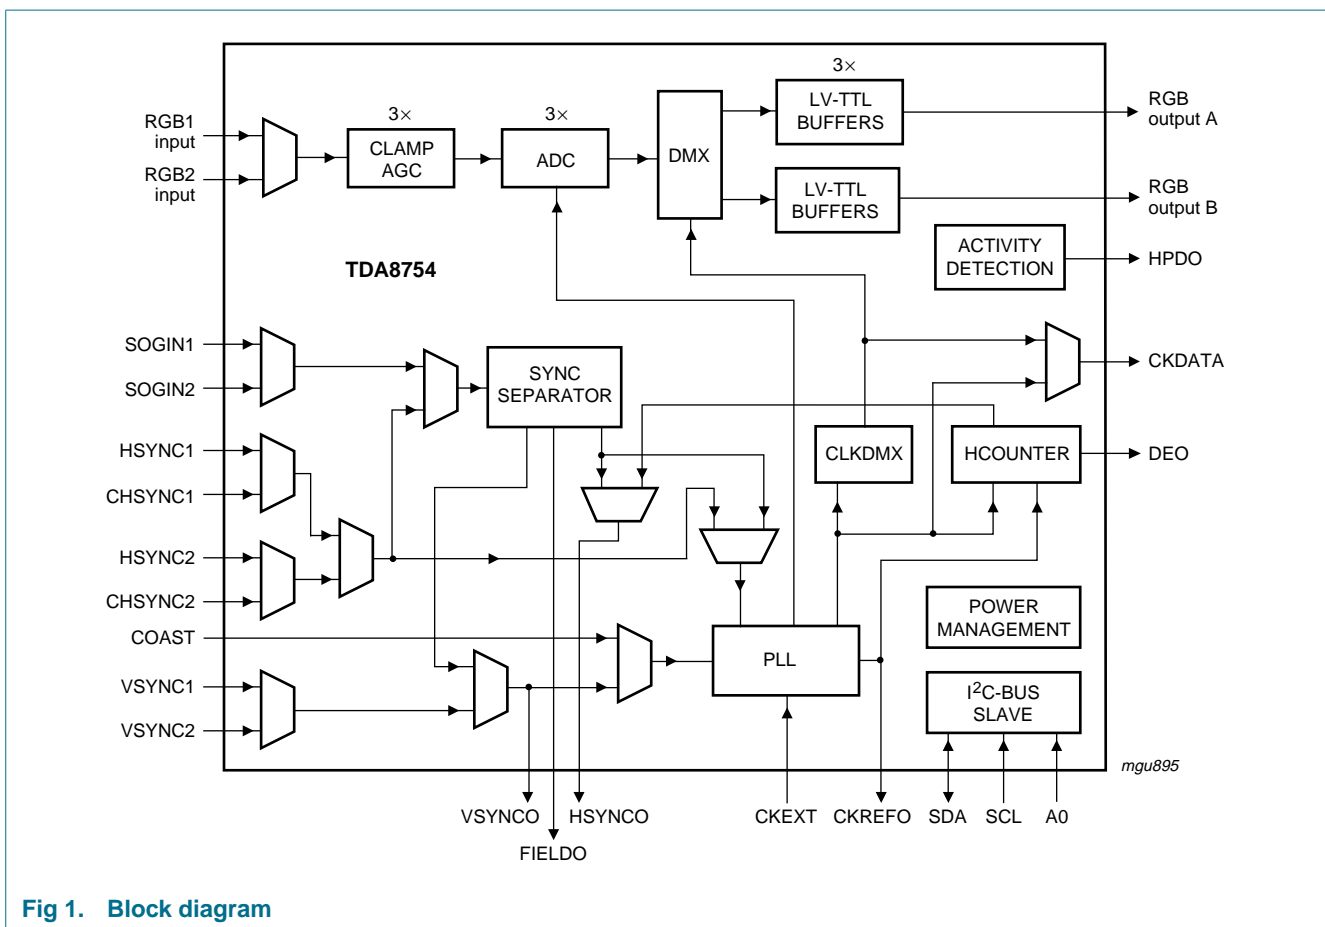 3×
3×
3×
RGB1
input
RGB2
input
CLAMP
AGC
ADC
DMX
LV-TTL
BUFFERS
LV-TTL
BUFFERS
RGB
output A
RGB
output B
ACTIVITY
DETECTION
HPDO
TDA8754
SOGIN1
SOGIN2
SYNC
SEPARATOR
CKDATA
HSYNC1
CHSYNC1
CLKDMX
HCOUNTER
DEO
HSYNC2
CHSYNC2
COAST
VSYNC1
VSYNC2
PLL
POWER
MANAGEMENT
I2C-BUS
SLAVE
mgu895
VSYNCO
HSYNCO
CKEXT
CKREFO
SDA
SCL
A0
FIELDO
Fig 1. Block diagram